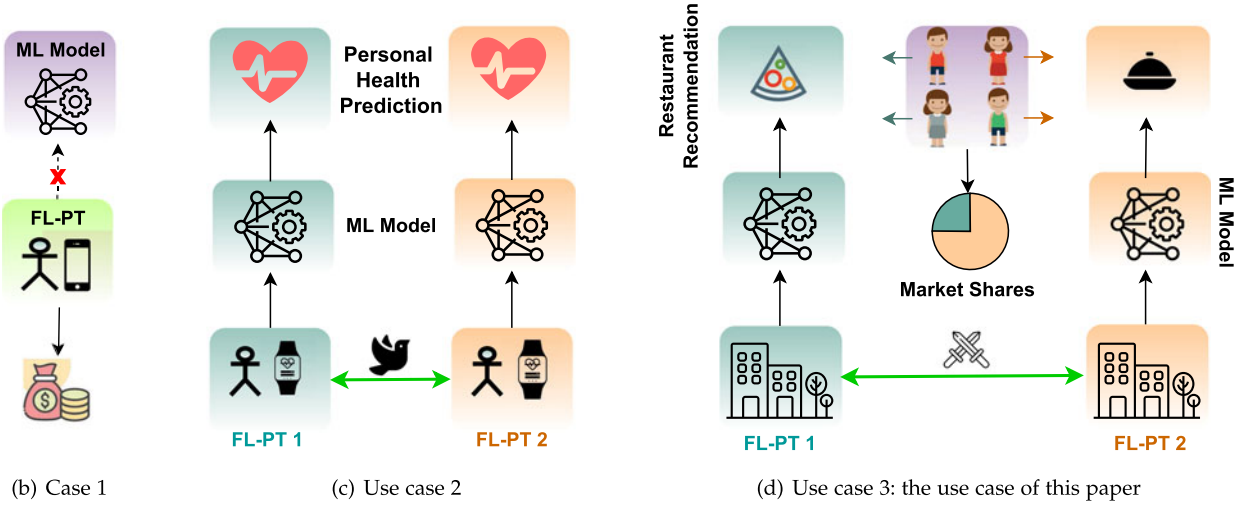 ML Model
X
FL-PT
$
(b) Case 1
Personal
Health
Prediction
ML Model
FL-PT 1
FL-PT 2
(c) Use case 2
Restaurant
Recommendation
Market Shares
ML Model
FL-PT 1
FL-PT 2
(d) Use case 3: the use case of this paper